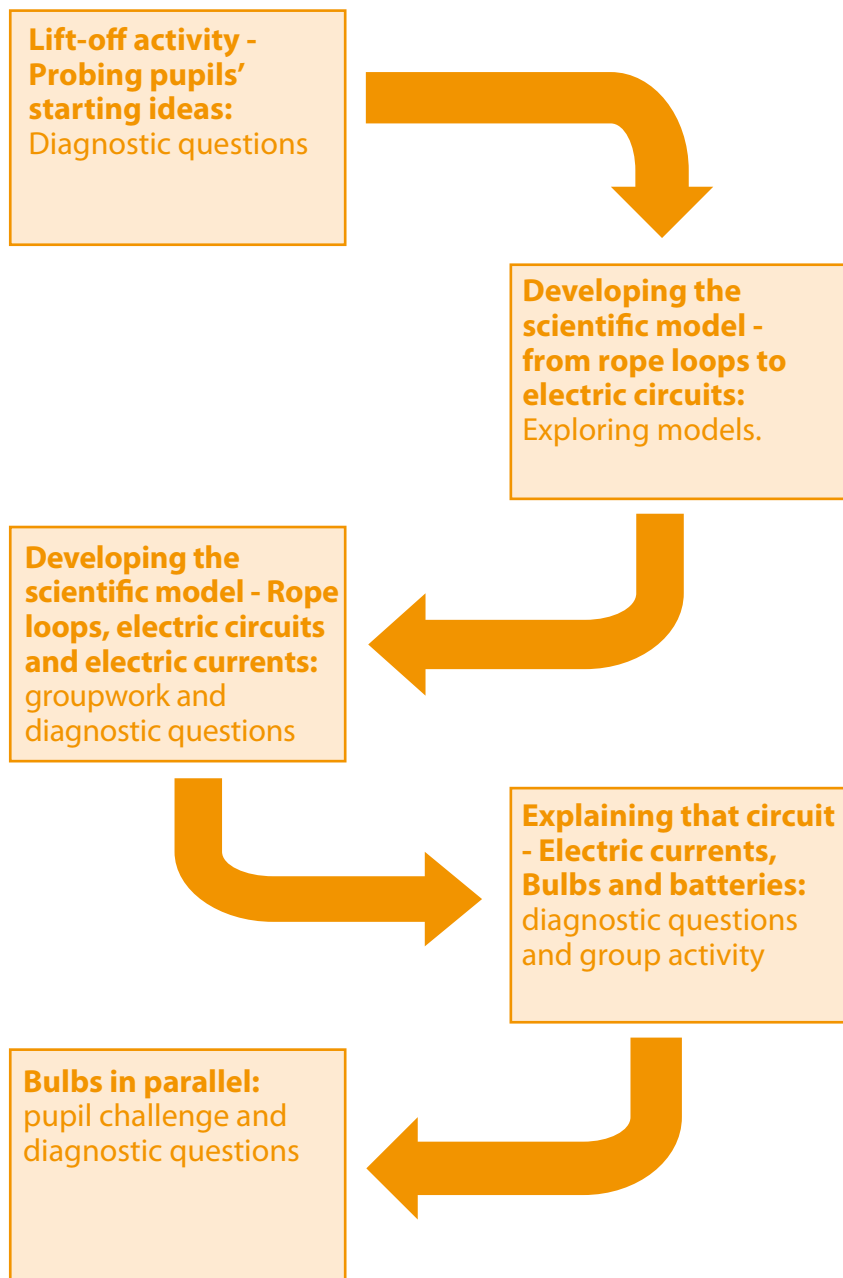 Lift-off activity -
Probing pupils’
starting ideas:
Diagnostic questions
Developing the
scientific model -
from rope loops to
electric circuits:
Exploring models.
Developing the
scientific model - Rope
loops, electric circuits
and electric currents:
groupwork and
diagnostic questions
Explaining that circuit
- Electric currents,
Bulbs and batteries:
diagnostic questions
and group activity
Bulbs in parallel:
pupil challenge and
diagnostic questions